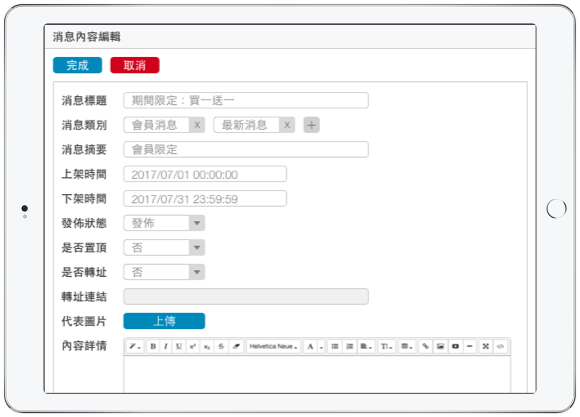 消息內容編輯
完成 取消
消息標題 期間限定：買一送一
消息類別 會員消息 x 最新消息 x +
消息摘要 會員限定
上架時間 2017/07/01 00:00:00
下架時間 2017/07/31 23:59:59
發佈狀態 發佈
是否置頂 否
是否轉址 否
轉址連結
代表圖片 上傳
內容詳情 B I U x² x₂ S Helvetica Neue A TI </>